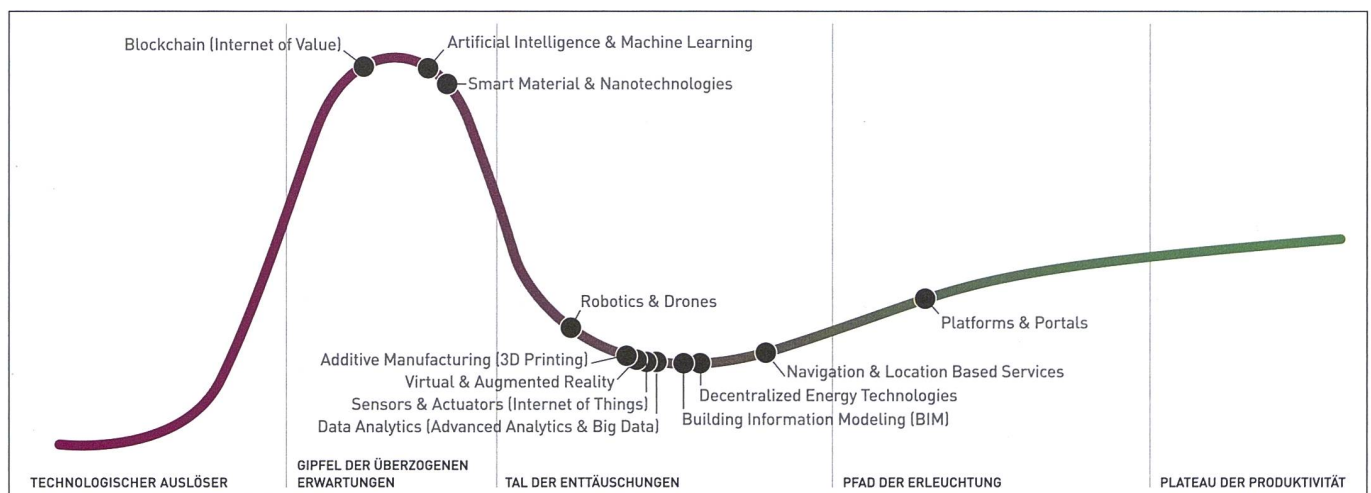 Blockchain (Internet of Value)
Artificial Intelligence & Machine Learning
Smart Material & Nanotechnologies
Robotics & Drones
Additive Manufacturing (3D Printing)
Virtual & Augmented Reality
Sensors & Actuators (Internet of Things)
Data Analytics (Advanced Analytics & Big Data)
Platforms & Portals
Navigation & Location Based Services
Decentralized Energy Technologies
Building Information Modeling (BIM)
TECHNOLOGISCHER AUSLÖSER
GIPFEL DER ÜBERZOGENEN
ERWARTUNGEN
TAL DER ENTTÄUSCHUNGEN
PFAD DER ERLEUCHTUNG
PLATEAU DER PRODUKTIVITÄT